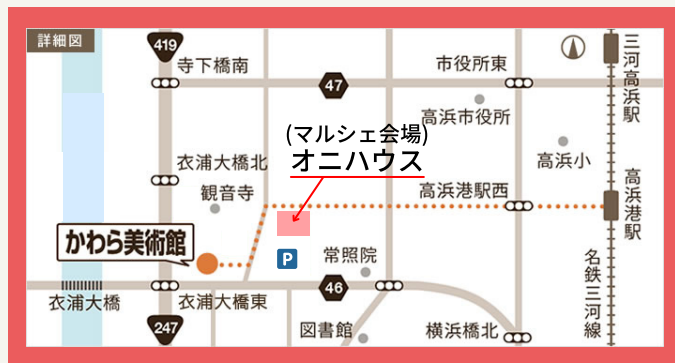 詳細図
419
寺下橋南
市役所東
三河高浜駅
47
高浜市役所
(マルシェ会場)
オニハウス
高浜小
衣浦大橋北
観音寺
高浜港駅西
高浜港駅
かわら美術館
P
常照院
名鉄三河線
衣浦大橋
衣浦大橋東
46
247
図書館
横浜橋北